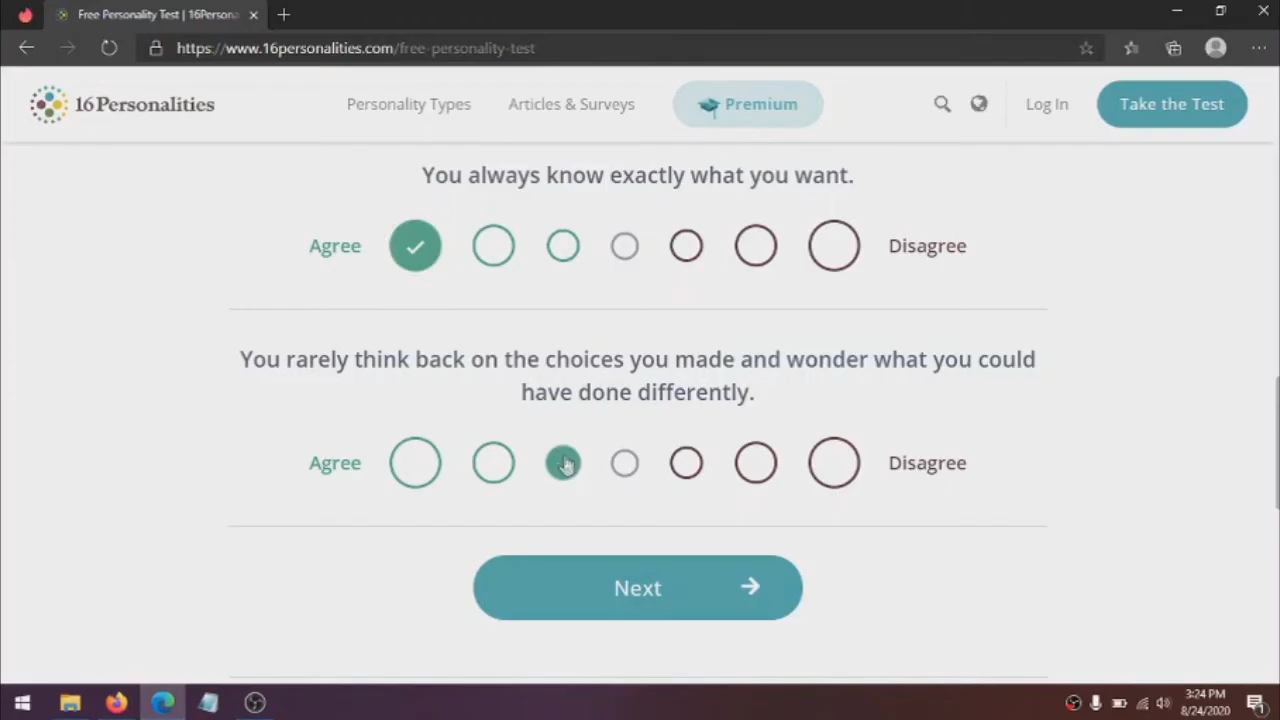 Free Personality Test | 16Persona
https://www.16personalities.com/free-personality-test
16Personalities
Personality Types
Articles & Surveys
Premium
Log In
Take the Test
You always know exactly what you want.
Agree
Disagree
You rarely think back on the choices you made and wonder what you could
have done differently.
Agree
Disagree
Next
3:24 PM
8/24/2020
1